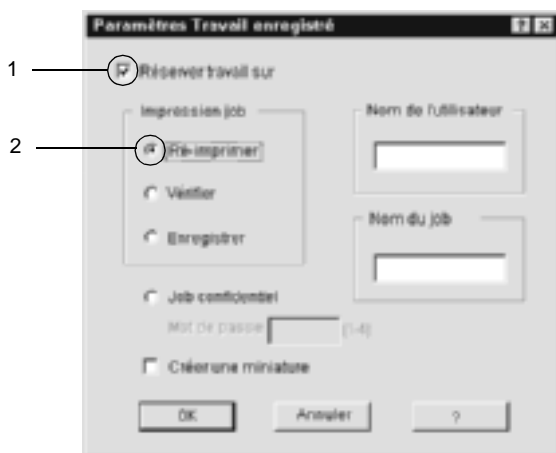 Paramètres Travail enregistré
1
Réserver travail sur
Impression job
Nom de l'utilisateur
2
Ré-imprimer
Vérifier
Nom du job
Enregistrer
Job confidentiel
Mot de passe
[1-4]
Créer une miniature
OK
Annuler
?